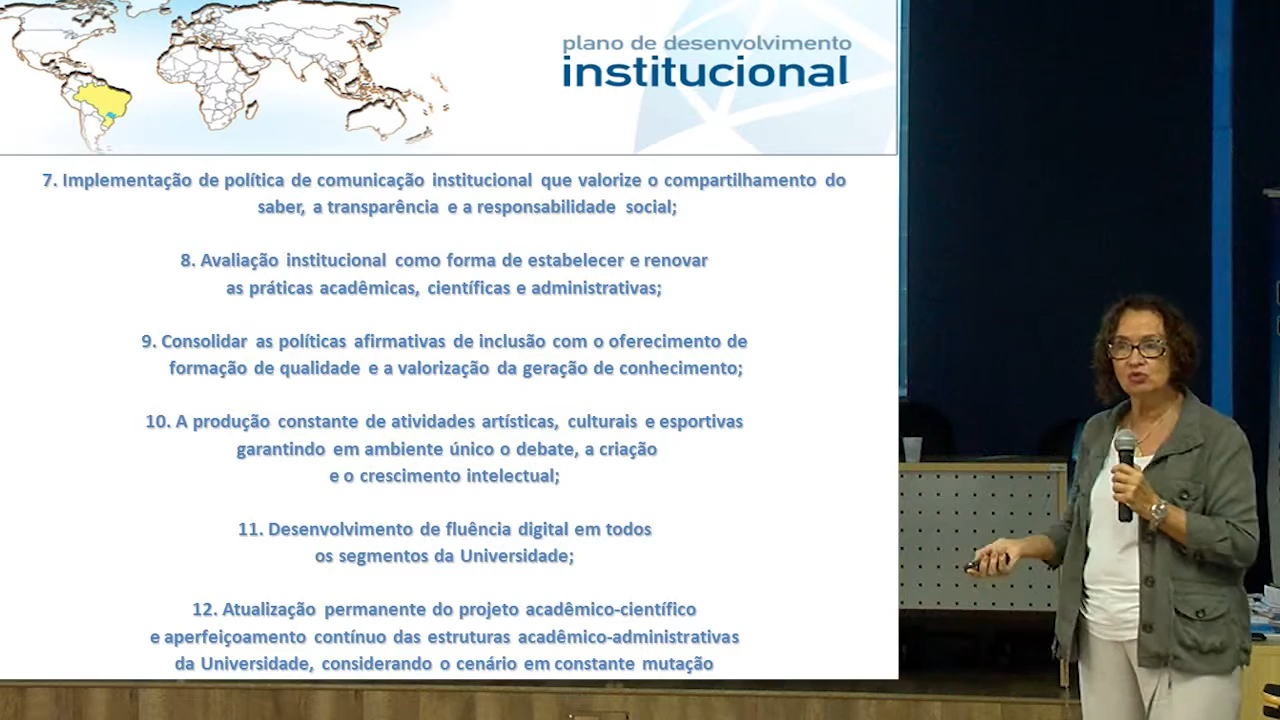 plano de desenvolvimento
institucional
7. Implementação de política de comunicação institucional que valorize o compartilhamento do
saber, a transparência e a responsabilidade social;
8. Avaliação institucional como forma de estabelecer e renovar
as práticas acadêmicas, científicas e administrativas;
9. Consolidar as políticas afirmativas de inclusão com o oferecimento de
formação de qualidade e a valorização da geração de conhecimento;
10. A produção constante de atividades artísticas, culturais e esportivas
garantindo em ambiente único o debate, a criação
e o crescimento intelectual;
11. Desenvolvimento de fluência digital em todos
os segmentos da Universidade;
12. Atualização permanente do projeto acadêmico-científico
e aperfeiçoamento contínuo das estruturas acadêmico-administrativas
da Universidade, considerando o cenário em constante mutação